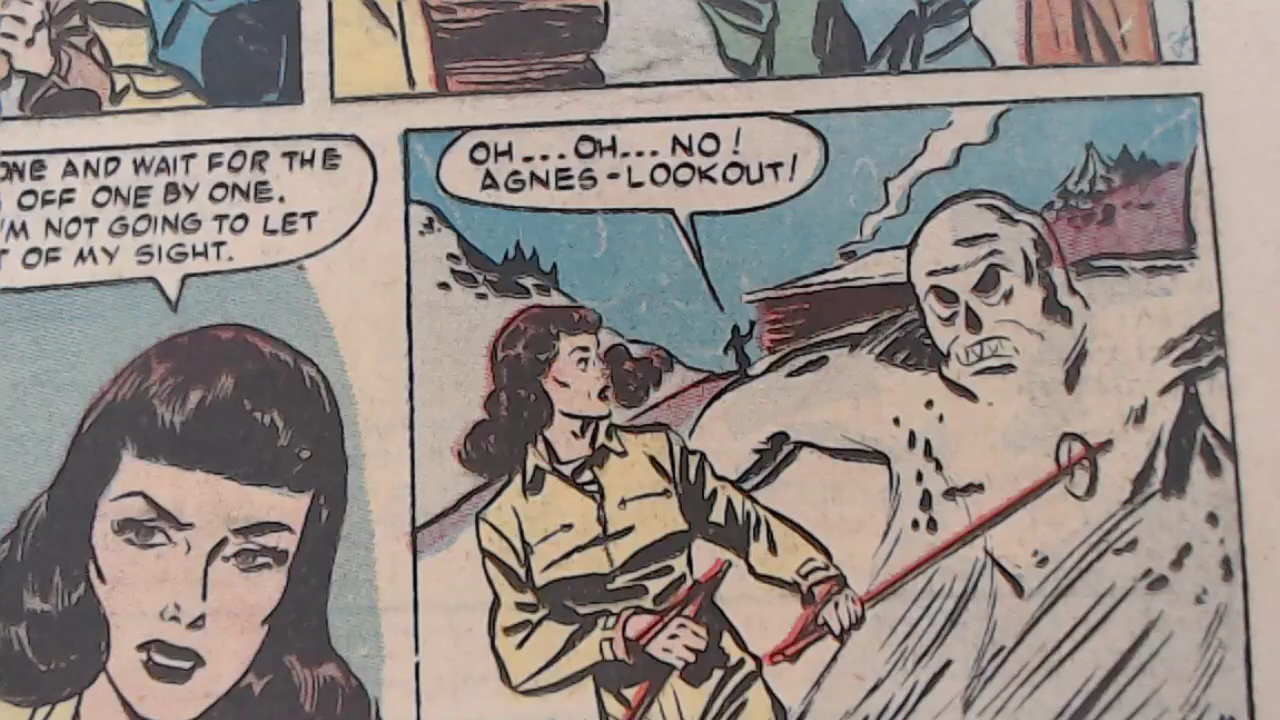 AND WAIT FOR THE
OFF ONE BY ONE.
I'M NOT GOING TO LET
OF MY SIGHT.
OH...OH...NO!
AGNES-LOOKOUT!